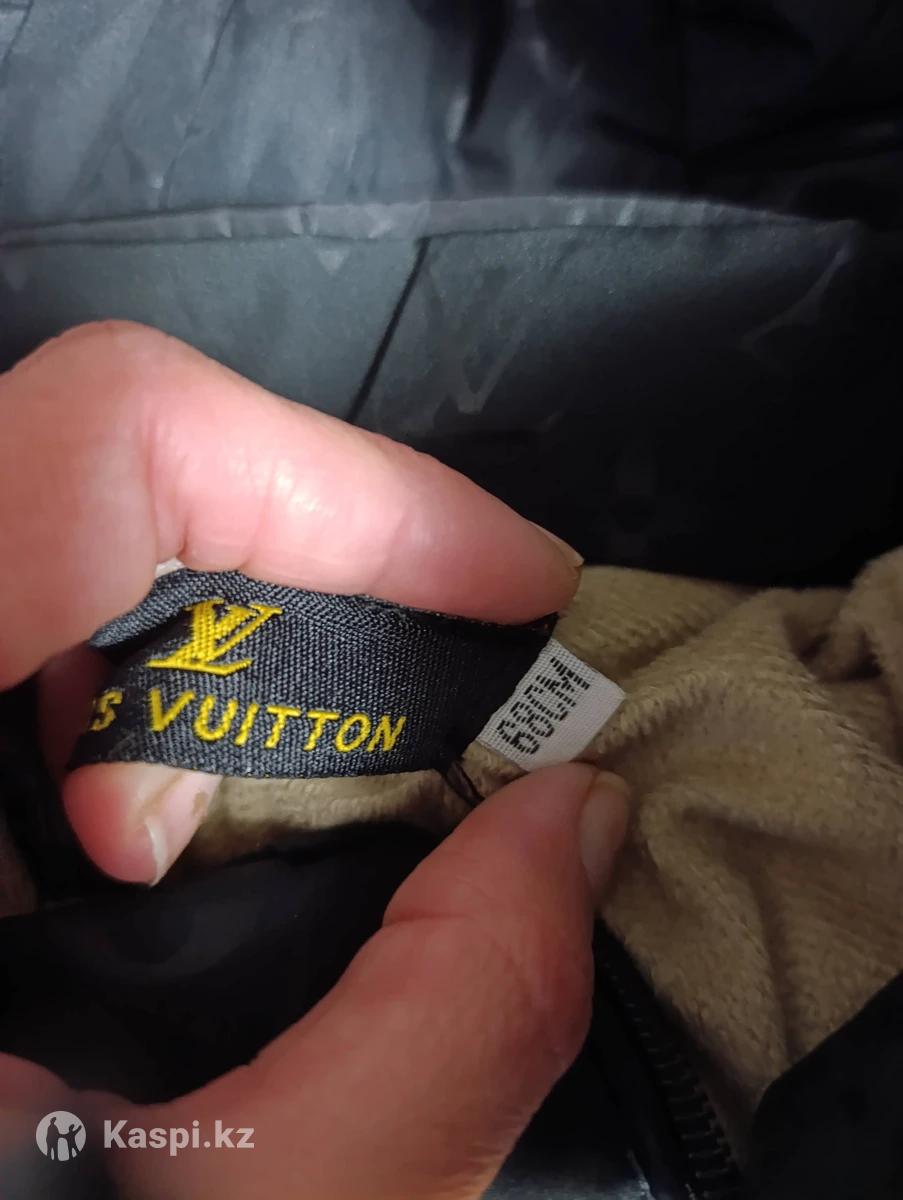 LV
S VUITTON
Kaspi.kz